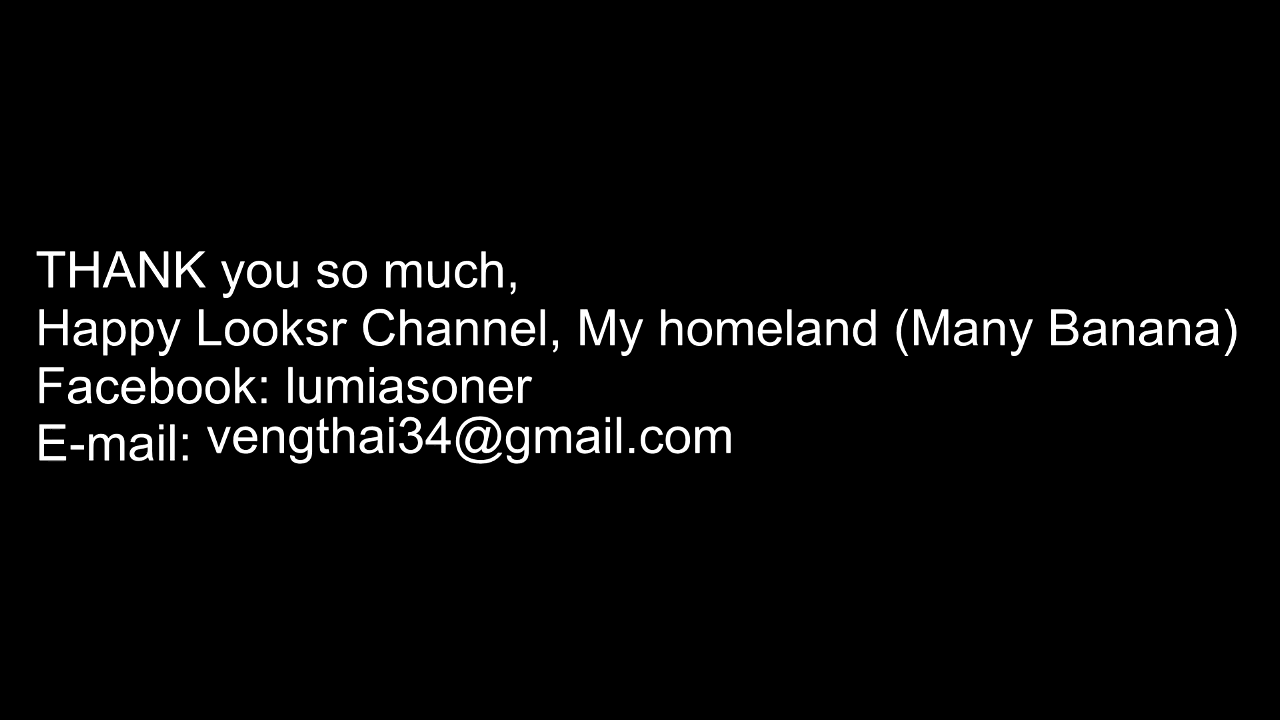 THANK you so much,
Happy Looksr Channel, My homeland (Many Banana)
Facebook: lumiasoner
E-mail: vengthai34@gmail.com